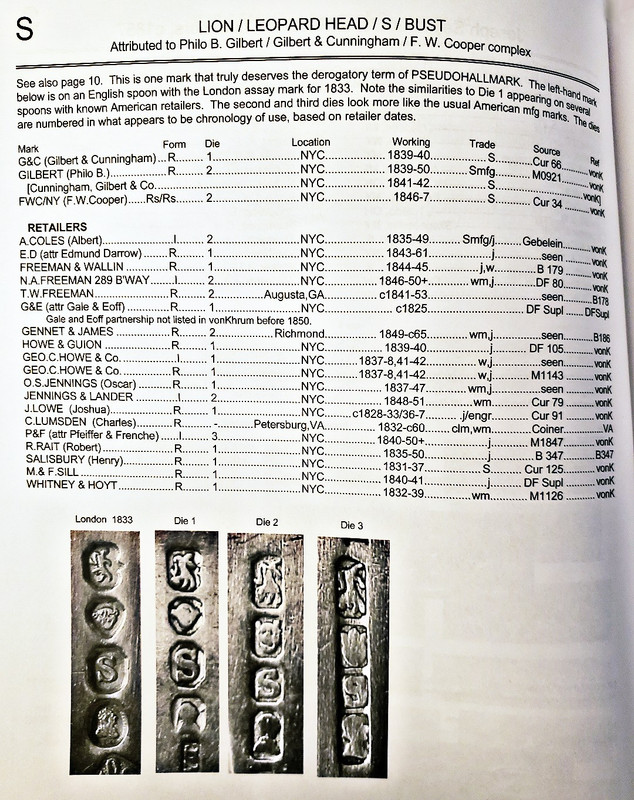 S
LION / LEOPARD HEAD / S / BUST
Attributed to Philo B. Gilbert / Gilbert & Cunningham / F. W. Cooper complex
See also page 10. This is one mark that truly deserves the derogatory term of PSEUDOHALLMARK. The left-hand mark
below is on an English spoon with the London assay mark for 1833. Note the similarities to Die 1 appearing on several
spoons with known American retailers. The second and third dies look more like the usual American mfg marks. The dies
are numbered in what appears to be chronology of use, based on retailer dates.
Mark Form Die Location Working Trade Source Ref
G&C (Gilbert & Cunningham)...R......1......NYC......1839-40......S......Cur 66......vonK
GILBERT (Philo B.)......R......2......NYC......1839-50......Smfg......M0921......vonK
[Cunningham, Gilbert & Co......NYC......1841-42......S......vonK]
FWC/NY (F.W.Cooper)......Rs/Rs......2......NYC......1846-7......S......Cur 34......vonK
RETAILERS
A.COLES (Albert)......I......2......NYC......1835-49......Smfg/j......Gebelein......vonK
E.D (attr Edmund Darrow)......R......1......NYC......1843-61......j......seen......vonK
FREEMAN & WALLIN......R......1......NYC......1844-45......j,w......B 179......vonK
N.A.FREEMAN 289 B'WAY......I......2......NYC......1846-50+......wm,j......DF 80......vonK
T.W.FREEMAN......R......2......Augusta,GA......c1841-53......seen......B178
G&E (attr Gale & Eoff)......R......1......NYC......c1825......DF Supl......DFSupl
Gale and Eoff partnership not listed in vonKhrum before 1850.
GENNET & JAMES......R......2......Richmond......1849-c65......wm,j......seen......B186
HOWE & GUION......R......1......NYC......1839-40......j......DF 105......vonK
GEO.C.HOWE & Co......I......1......NYC......1837-8,41-42......w,j......seen......vonK
GEO.C.HOWE & Co......R......1......NYC......1837-8,41-42......w,j......M1143......vonK
O.S.JENNINGS (Oscar)......R......1......NYC......1837-47......wm,j......seen......vonK
JENNINGS & LANDER......I......2......NYC......1848-51......wm......Cur 79......vonK
J.LOWE (Joshua)......R......1......NYC......c1828-33/36-7......j/engr......Cur 91......vonK
C.LUMSDEN (Charles)......R......-......Petersburg,VA......1832-c60......clm,wm......Coiner......VA
P&F (attr Pfeiffer & Frenche)......I......3......NYC......1840-50+......j......M1847......vonK
R.RAIT (Robert)......R......1......NYC......1835-50......j......B 347......B347
SALISBURY (Henry)......R......1......NYC......1831-37......S......Cur 125......vonK
M.& F.SILL......R......1......NYC......1840-41......j......DF Supl......vonK
WHITNEY & HOYT......R......1......NYC......1832-39......wm......M1126......vonK
London 1833 Die 1 Die 2 Die 3
S S S S